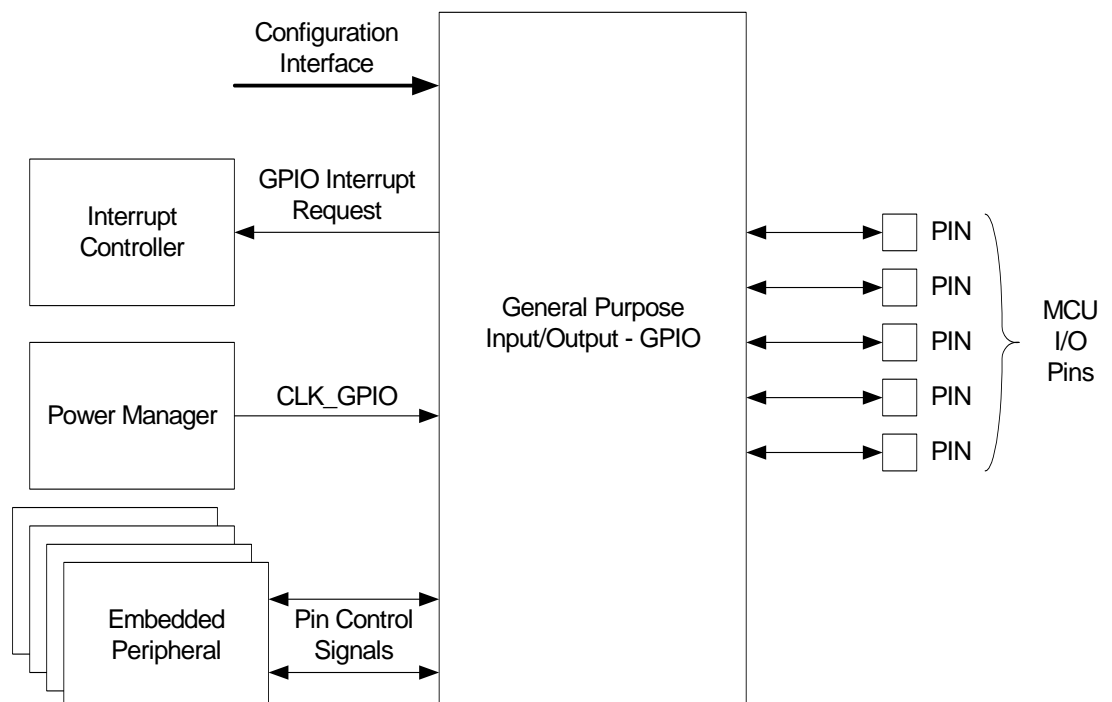 Configuration
Interface
Interrupt
Controller
GPIO Interrupt
Request
Power Manager
CLK_GPIO
Embedded
Peripheral
Pin Control
Signals
General Purpose
Input/Output - GPIO
PIN
PIN
PIN
PIN
PIN
MCU
I/O
Pins